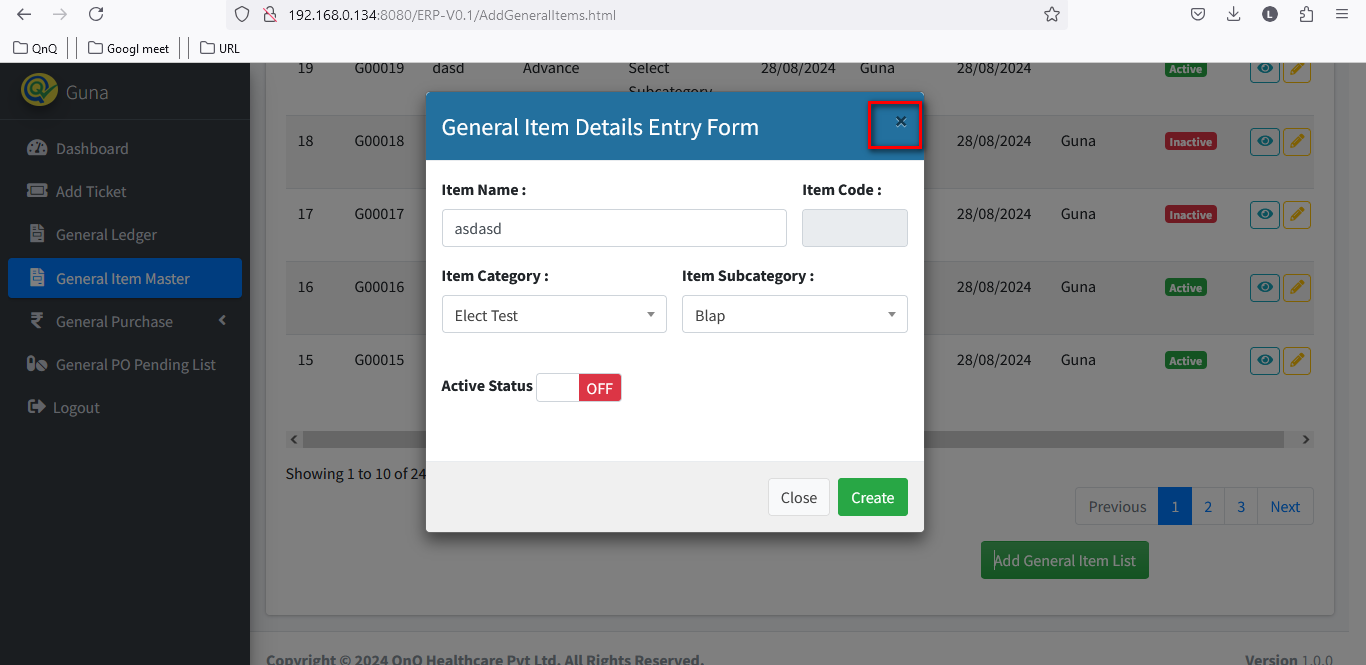 192.168.0.134:8080/ERP-V0.1/AddGeneralItems.html
L
QnQ
Googl meet
URL
Guna
Dashboard
Add Ticket
General Ledger
General Item Master
General Purchase
General PO Pending List
Logout
19 G00019 dasd Advance Select Subcategory 28/08/2024 Guna 28/08/2024 Active
18 G00018 28/08/2024 Guna Inactive
17 G00017 28/08/2024 Guna Inactive
16 G00016 28/08/2024 Guna Active
15 G00015 28/08/2024 Guna Active
General Item Details Entry Form ×
Item Name : Item Code :
asdasd
Item Category : Item Subcategory :
Elect Test Blap
Active Status OFF
Close Create
Showing 1 to 10 of 24
Previous 1 2 3 Next
Add General Item List
Copyright © 2024 QnQ Healthcare Pvt Ltd. All Rights Reserved.
Version 1.0.0